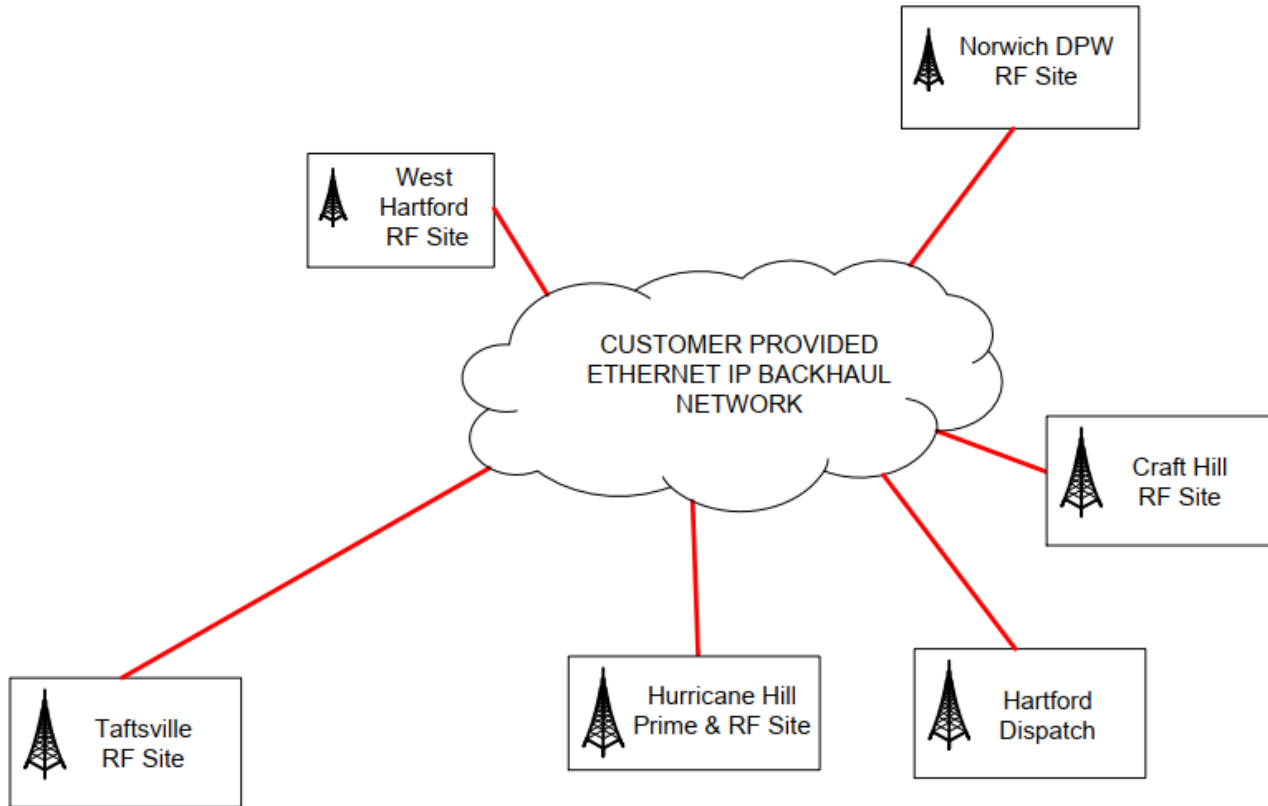 Norwich DPW
RF Site
West
Hartford
RF Site
CUSTOMER PROVIDED
ETHERNET IP BACKHAUL
NETWORK
Craft Hill
RF Site
Taftsville
RF Site
Hurricane Hill
Prime & RF Site
Hartford
Dispatch